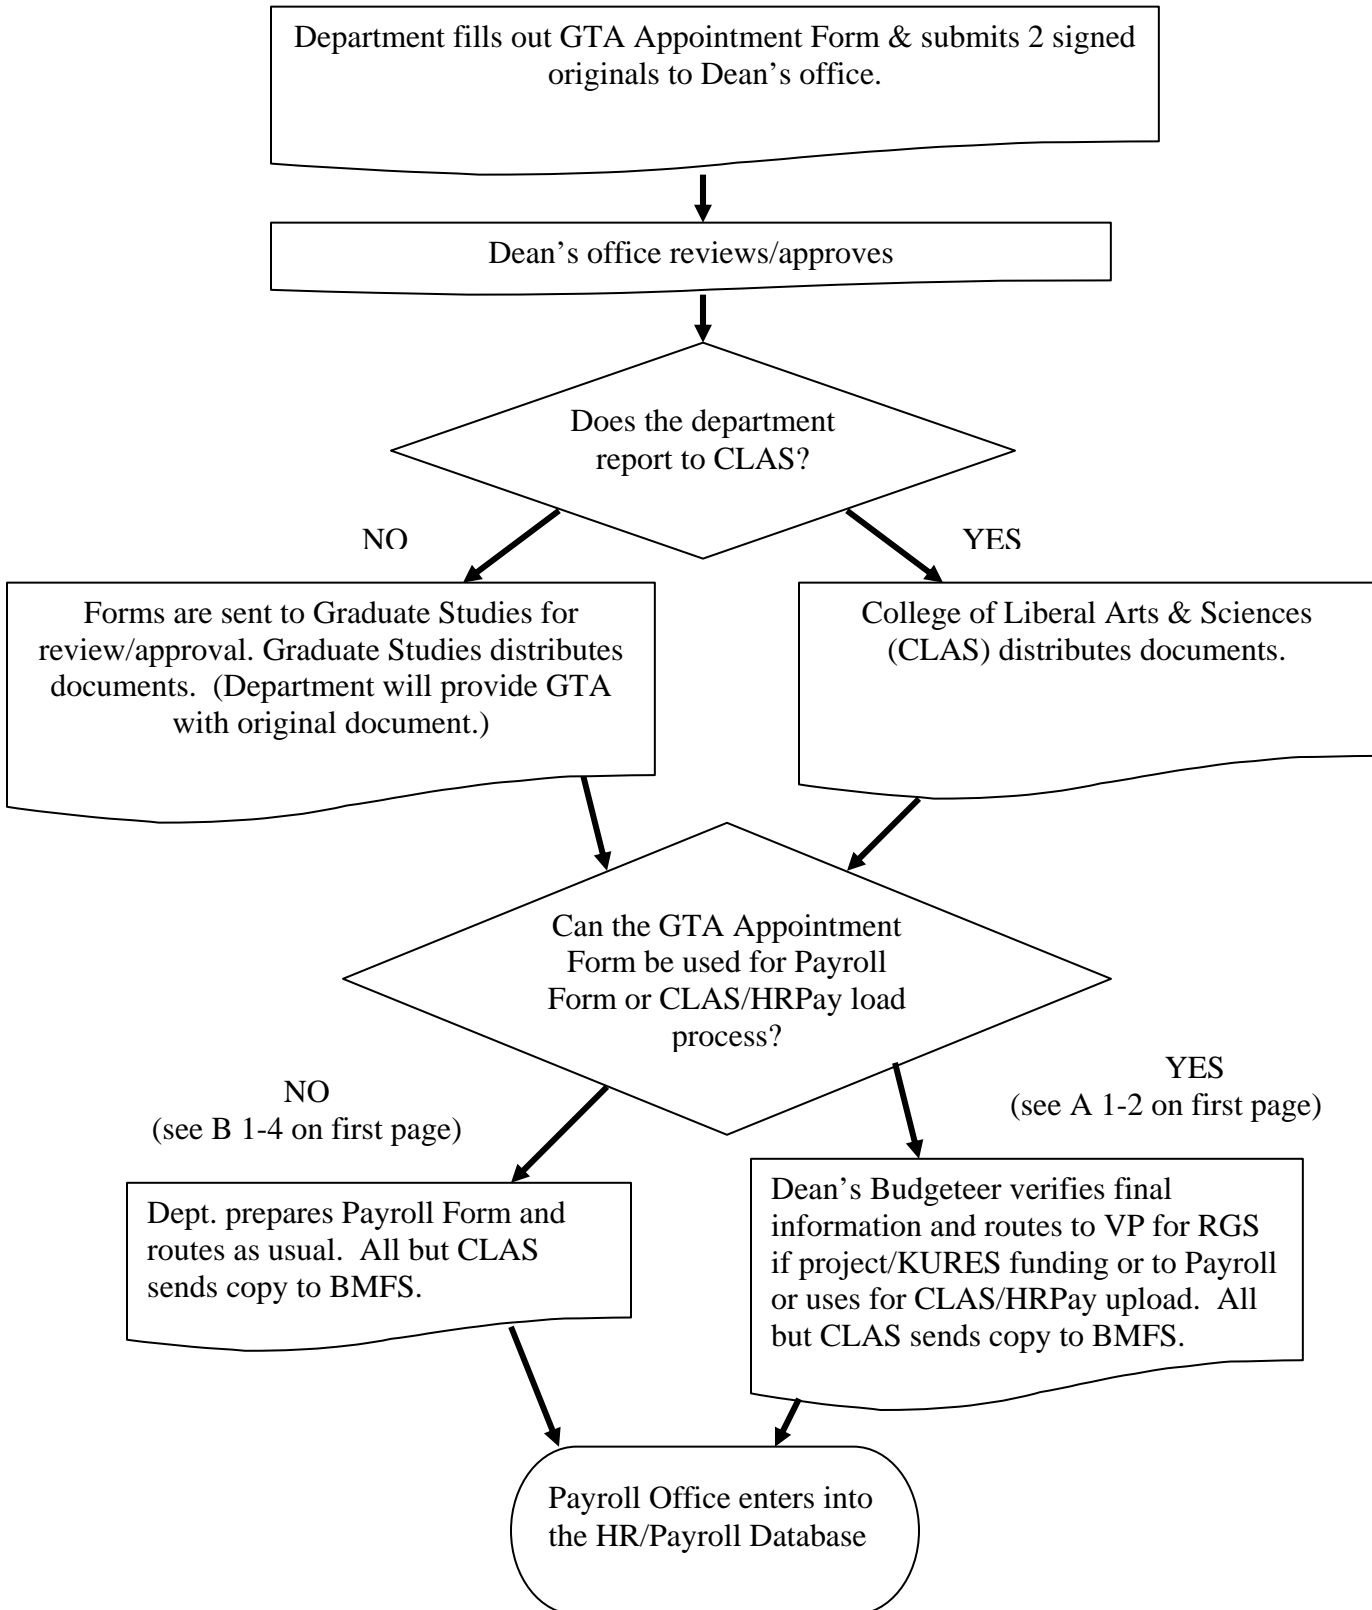 Department fills out GTA Appointment Form & submits 2 signed
originals to Dean’s office.
Dean’s office reviews/approves
Does the department
report to CLAS?
NO
YES
Forms are sent to Graduate Studies for
review/approval. Graduate Studies distributes
documents.  (Department will provide GTA
with original document.)
College of Liberal Arts & Sciences
(CLAS) distributes documents.
Can the GTA Appointment
Form be used for Payroll
Form or CLAS/HRPay load
process?
NO
(see B 1-4 on first page)
YES
(see A 1-2 on first page)
Dept. prepares Payroll Form and
routes as usual.  All but CLAS
sends copy to BMFS.
Dean’s Budgeteer verifies final
information and routes to VP for RGS
if project/KURES funding or to Payroll
or uses for CLAS/HRPay upload.  All
but CLAS sends copy to BMFS.
Payroll Office enters into
the HR/Payroll Database